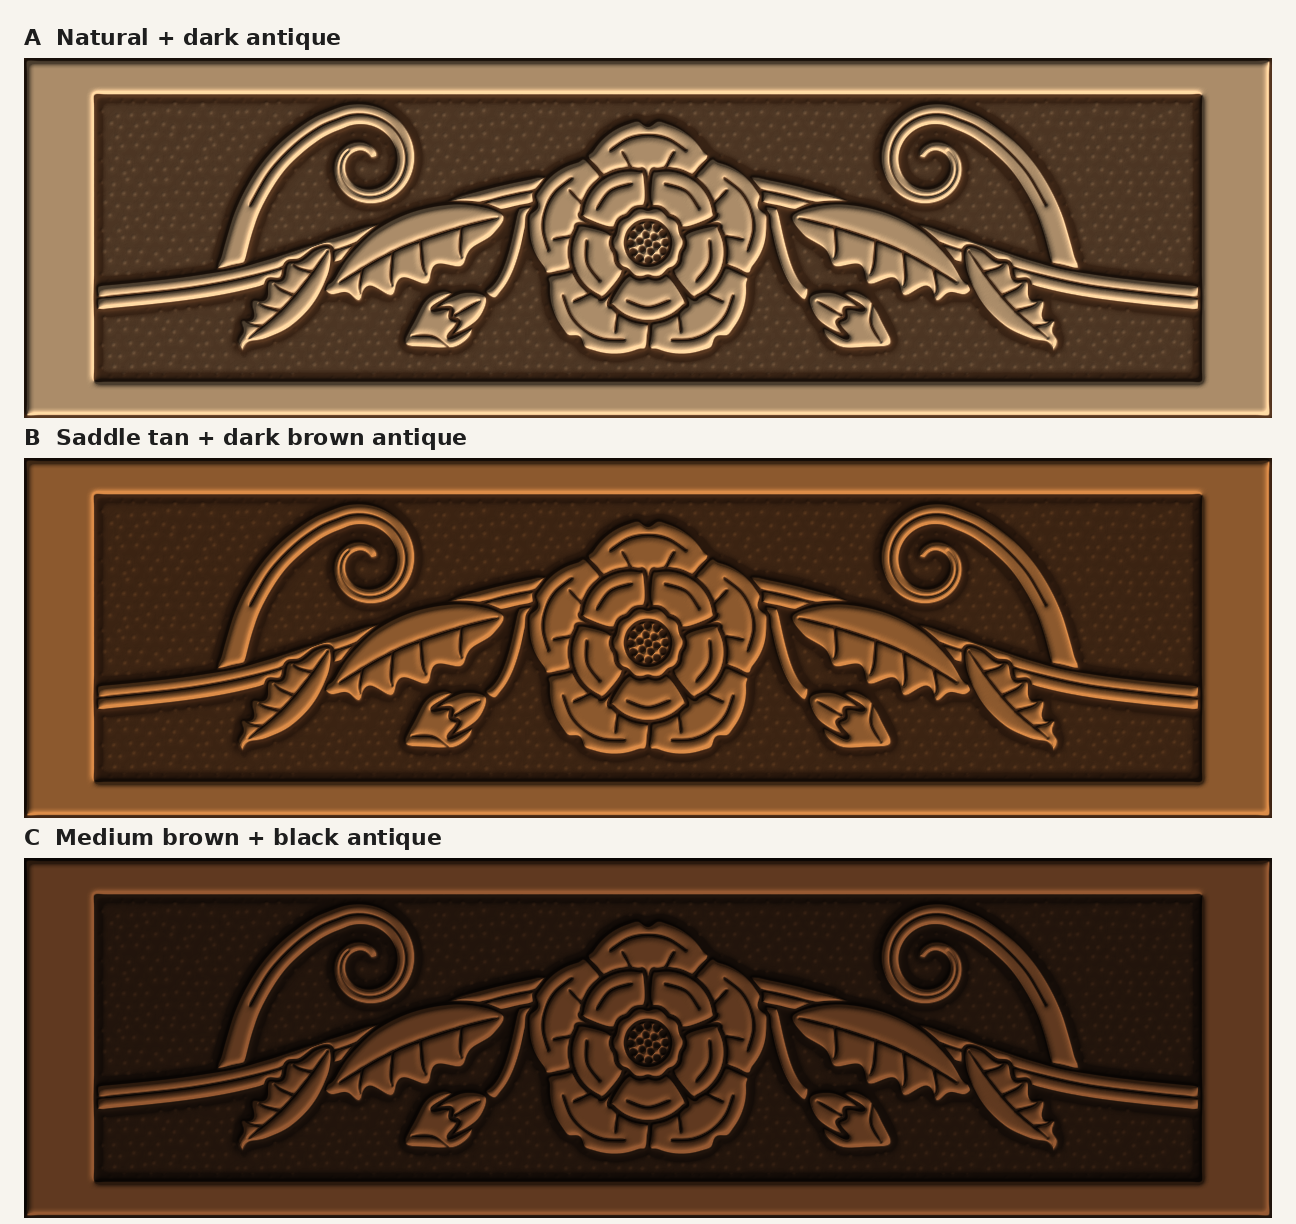 A Natural + dark antique
B Saddle tan + dark brown antique
C Medium brown + black antique